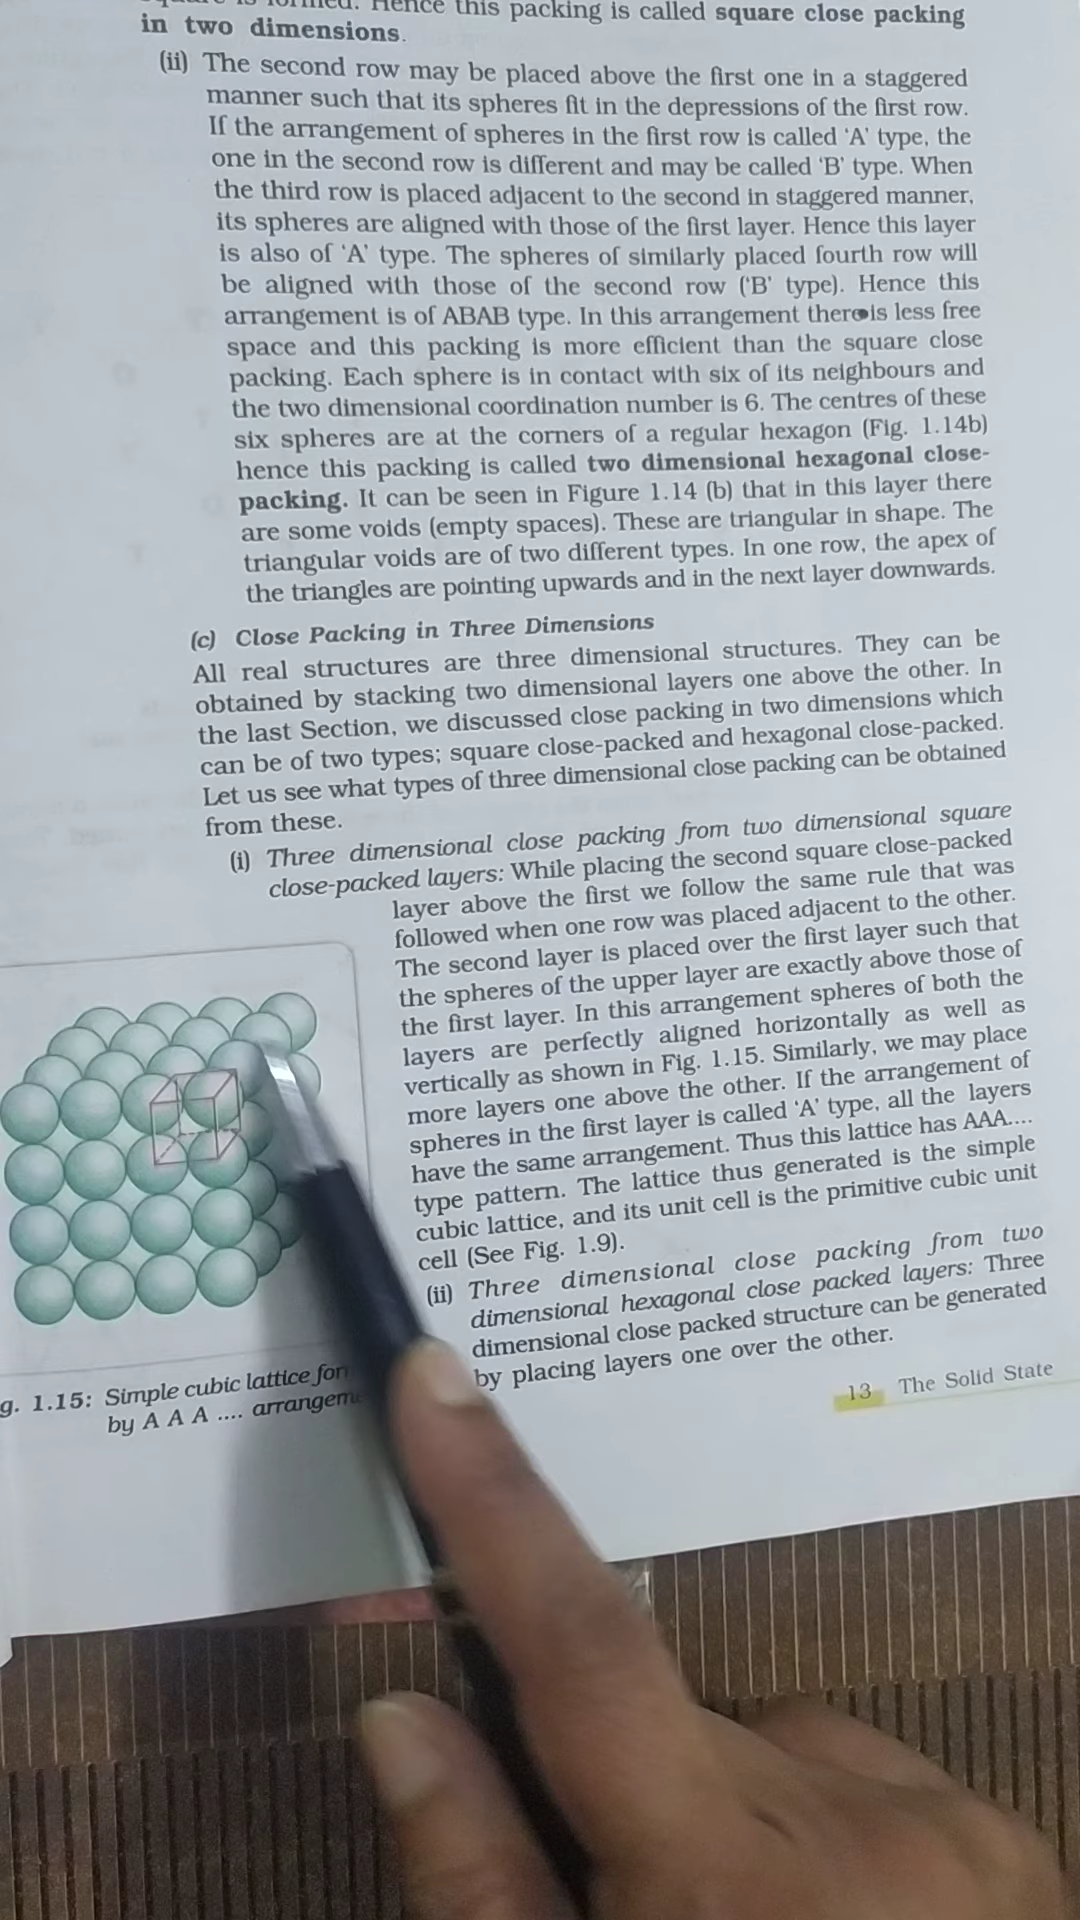 Hence this packing is called square close packing
in two dimensions.
(ii) The second row may be placed above the first one in a staggered
manner such that its spheres fit in the depressions of the first row.
If the arrangement of spheres in the first row is called ‘A’ type, the
one in the second row is different and may be called ‘B’ type. When
the third row is placed adjacent to the second in staggered manner,
its spheres are aligned with those of the first layer. Hence this layer
is also of ‘A’ type. The spheres of similarly placed fourth row will
be aligned with those of the second row (‘B’ type). Hence this
arrangement is of ABAB type. In this arrangement there is less free
space and this packing is more efficient than the square close
packing. Each sphere is in contact with six of its neighbours and
the two dimensional coordination number is 6. The centres of these
six spheres are at the corners of a regular hexagon (Fig. 1.14b)
hence this packing is called two dimensional hexagonal close-
packing. It can be seen in Figure 1.14 (b) that in this layer there
are some voids (empty spaces). These are triangular in shape. The
triangular voids are of two different types. In one row, the apex of
the triangles are pointing upwards and in the next layer downwards.
(c) Close Packing in Three Dimensions
All real structures are three dimensional structures. They can be
obtained by stacking two dimensional layers one above the other. In
the last Section, we discussed close packing in two dimensions which
can be of two types; square close-packed and hexagonal close-packed.
Let us see what types of three dimensional close packing can be obtained
from these.
(i) Three dimensional close packing from two dimensional square
close-packed layers: While placing the second square close-packed
layer above the first we follow the same rule that was
followed when one row was placed adjacent to the other.
The second layer is placed over the first layer such that
the spheres of the upper layer are exactly above those of
the first layer. In this arrangement spheres of both the
layers are perfectly aligned horizontally as well as
vertically as shown in Fig. 1.15. Similarly, we may place
more layers one above the other. If the arrangement of
spheres in the first layer is called ‘A’ type, all the layers
have the same arrangement. Thus this lattice has AAA....
type pattern. The lattice thus generated is the simple
cubic lattice, and its unit cell is the primitive cubic unit
cell (See Fig. 1.9).
(ii) Three dimensional close packing from two
dimensional hexagonal close packed layers: Three
dimensional close packed structure can be generated
by placing layers one over the other.
g. 1.15: Simple cubic lattice for
by A A A .... arrangem
13 The Solid State